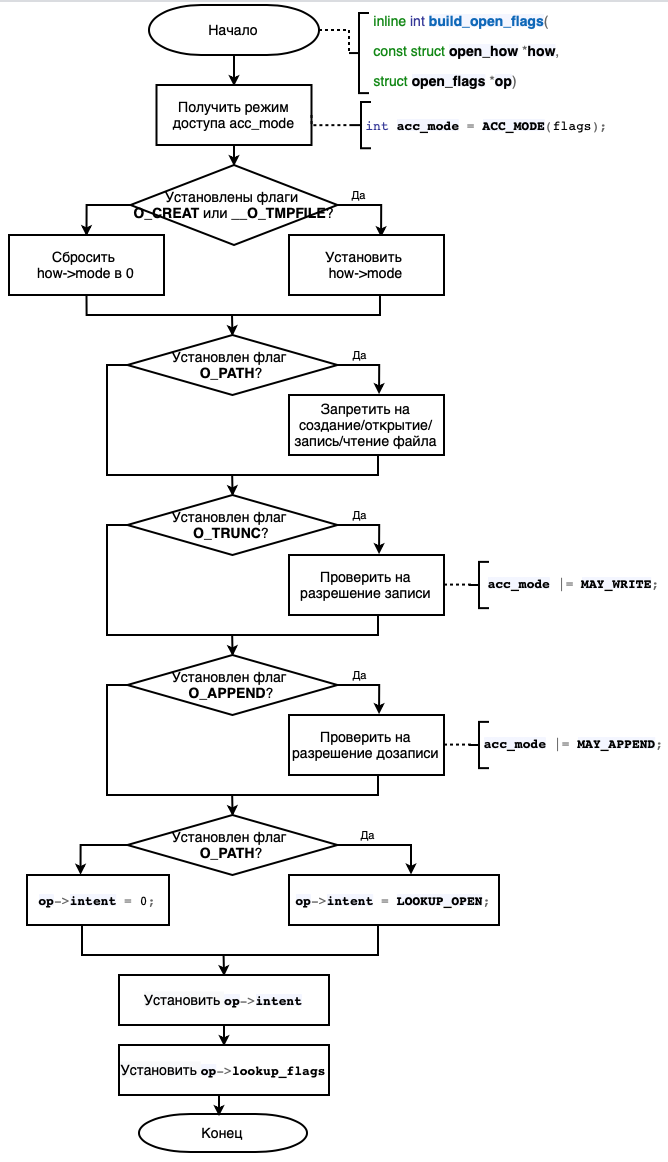 Начало
inline int build_open_flags(
const struct open_how *how,
struct open_flags *op)
Получить режим
доступа acc_mode
int acc_mode = ACC_MODE(flags);
Установлены флаги
O_CREAT или __O_TMPFILE?
Да
Сбросить
how->mode в 0
Установить
how->mode
Установлен флаг
O_PATH?
Да
Запретить на
создание/открытие/
запись/чтение файла
Установлен флаг
O_TRUNC?
Да
Проверить на
разрешение записи
acc_mode |= MAY_WRITE;
Установлен флаг
O_APPEND?
Да
Проверить на
разрешение дозаписи
acc_mode |= MAY_APPEND;
Установлен флаг
O_PATH?
Да
op->intent = 0;
op->intent = LOOKUP_OPEN;
Установить op->intent
Установить op->lookup_flags
Конец